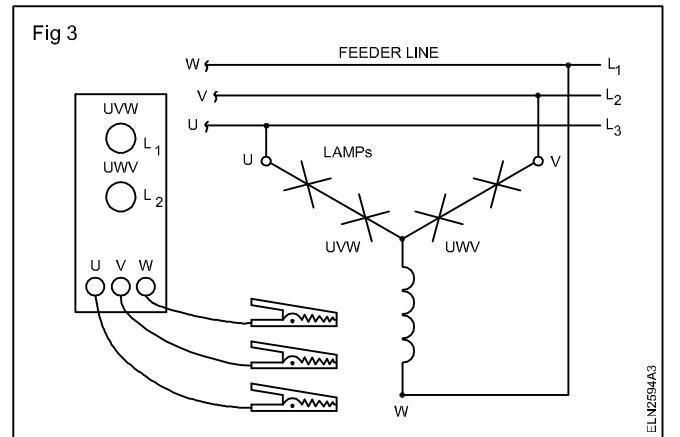 Fig 3
FEEDER LINE
W L1
V L2
U L3
UVW
L1
UWV
L2
U V W
U LAMPs V
UVW UWV
W
ELN2594A3